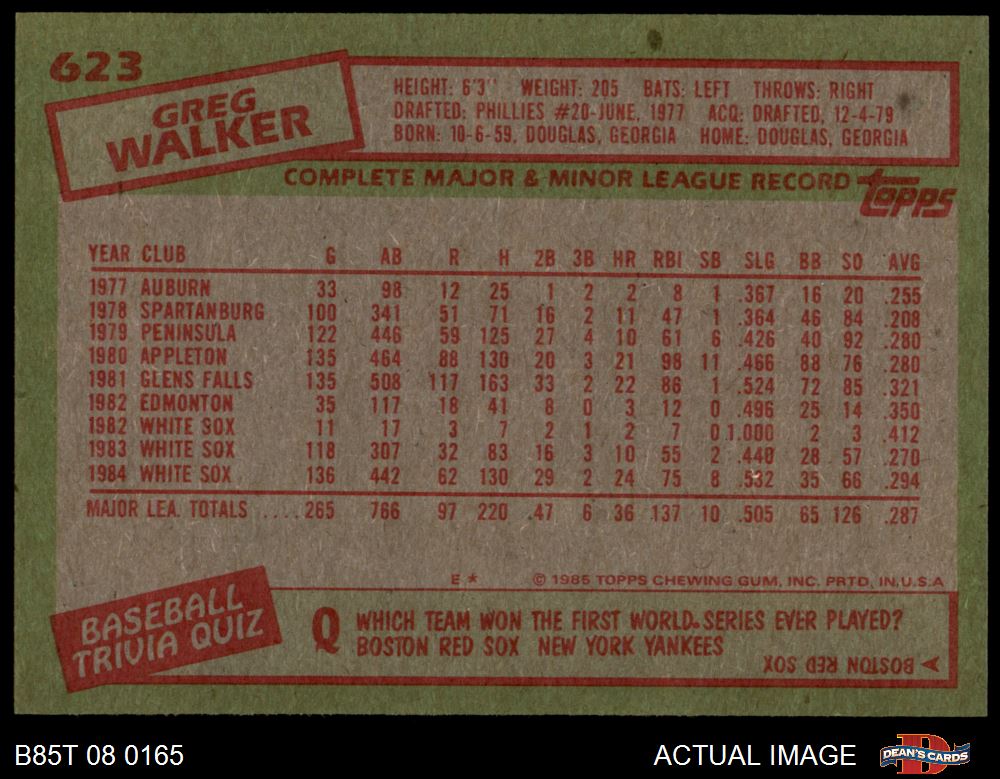 623
GREG
WALKER
HEIGHT: 6'3" WEIGHT: 205 BATS: LEFT THROWS: RIGHT
DRAFTED: PHILLIES #20-JUNE, 1977 ACQ: DRAFTED, 12-4-79
BORN: 10-6-59, DOUGLAS, GEORGIA HOME: DOUGLAS, GEORGIA
COMPLETE MAJOR & MINOR LEAGUE RECORD
topps
YEAR CLUB G AB R H 2B 3B HR RBI SB SLG BB SO AVG
1977 AUBURN 33 98 12 25 1 2 2 8 1 .367 16 20 .255
1978 SPARTANBURG 100 341 51 71 16 2 11 47 1 .364 46 84 .208
1979 PENINSULA 122 446 59 125 27 4 10 61 6 .426 40 92 .280
1980 APPLETON 135 464 88 130 20 3 21 98 11 .466 88 76 .280
1981 GLENS FALLS 135 508 117 163 33 2 22 86 1 .524 72 85 .321
1982 EDMONTON 35 117 18 41 8 0 3 12 0 .496 25 14 .350
1982 WHITE SOX 11 17 3 7 2 1 2 7 0 1.000 2 3 .412
1983 WHITE SOX 118 307 32 83 16 3 10 55 2 .440 28 57 .270
1984 WHITE SOX 136 442 62 130 29 2 24 75 8 .532 35 66 .294
MAJOR LEA. TOTALS .... 265 766 97 220 47 6 36 137 10 .505 65 126 .287
E * © 1985 TOPPS CHEWING GUM, INC. PRTD. IN U.S.A
BASEBALL
TRIVIA QUIZ
Q WHICH TEAM WON THE FIRST WORLD SERIES EVER PLAYED?
BOSTON RED SOX NEW YORK YANKEES
BOSTON RED SOX
B85T 08 0165
ACTUAL IMAGE
DEAN'S CARDS